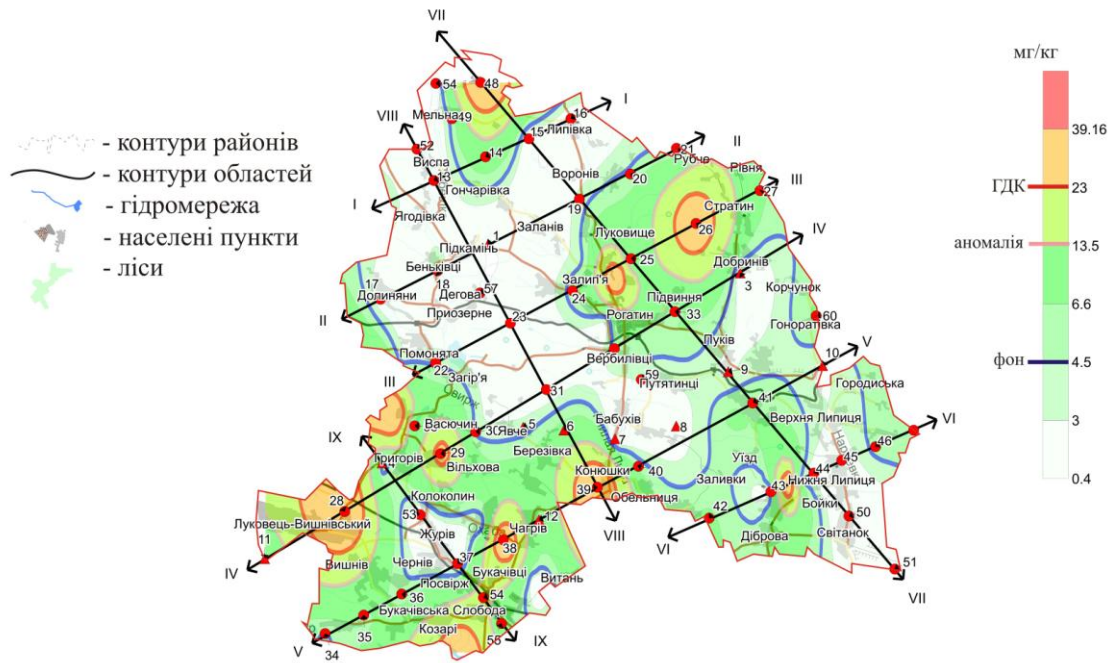 мг/кг
39.16
ГДК
23
аномалія
13.5
6.6
фон
4.5
3
0.4
- контури районів
- контури областей
- гідромережа
- населені пункти
- ліси
VII
54
48
Мельна
49
I
16
Липівка
VIII
15
52
Виспа
14
II
21
Рубче
Рівня
13
Гончарівка
Воронів
20
III
27
I
Ягодівка
19
Стратин
Заланів
26
IV
Луковище
1
Підкамінь
25
Добринів
Беньківці
Залип'я
3
17
18
Долиняни
Дегова
57
24
Корчунок
Приозерне
Рогатин
Підвиння
33
60
II
23
Гоноратівка
Пуків
V
Вербилівці
Помонята
10
22
59
9
Загір'я
Путятинці
Городиська
III
Свирж
31
41
Верхня Липиця
VI
IX
Васючин
30
Явче
5
6
Бабухів
8
7
46
Григорів
29
Березівка
Уїзд
45
Вільхова
44
Конюшки
40
Заливки
43
Нижня Липиця
28
Колоколин
39
Обельниця
Бойки
Луковець-Вишнівський
53
12
42
50
11
Чагрів
Світанок
Журів
38
VIII
VI
Діброва
IV
Вишнів
37
Чернів
Букачівці
51
Посвірж
Витань
VII
36
54
Букачівська Слобода
35
Козарі
V
34
55
IX